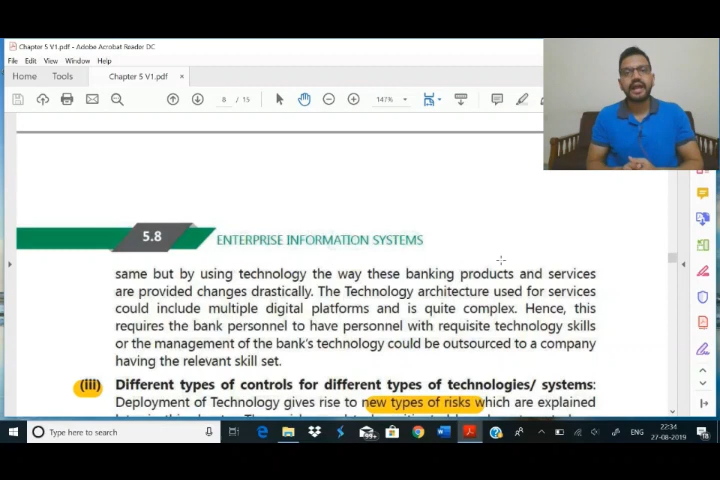 Chapter 5 V1.pdf - Adobe Acrobat Reader DC
File Edit View Window Help
Home Tools Chapter 5 V1.pdf ×
8 / 15 147%
5.8 ENTERPRISE INFORMATION SYSTEMS
same but by using technology the way these banking products and services
are provided changes drastically. The Technology architecture used for services
could include multiple digital platforms and is quite complex. Hence, this
requires the bank personnel to have personnel with requisite technology skills
or the management of the bank's technology could be outsourced to a company
having the relevant skill set.
(iii) Different types of controls for different types of technologies/ systems:
Deployment of Technology gives rise to new types of risks which are explained
Type here to search
99+
ENG
22:34
27-08-2019